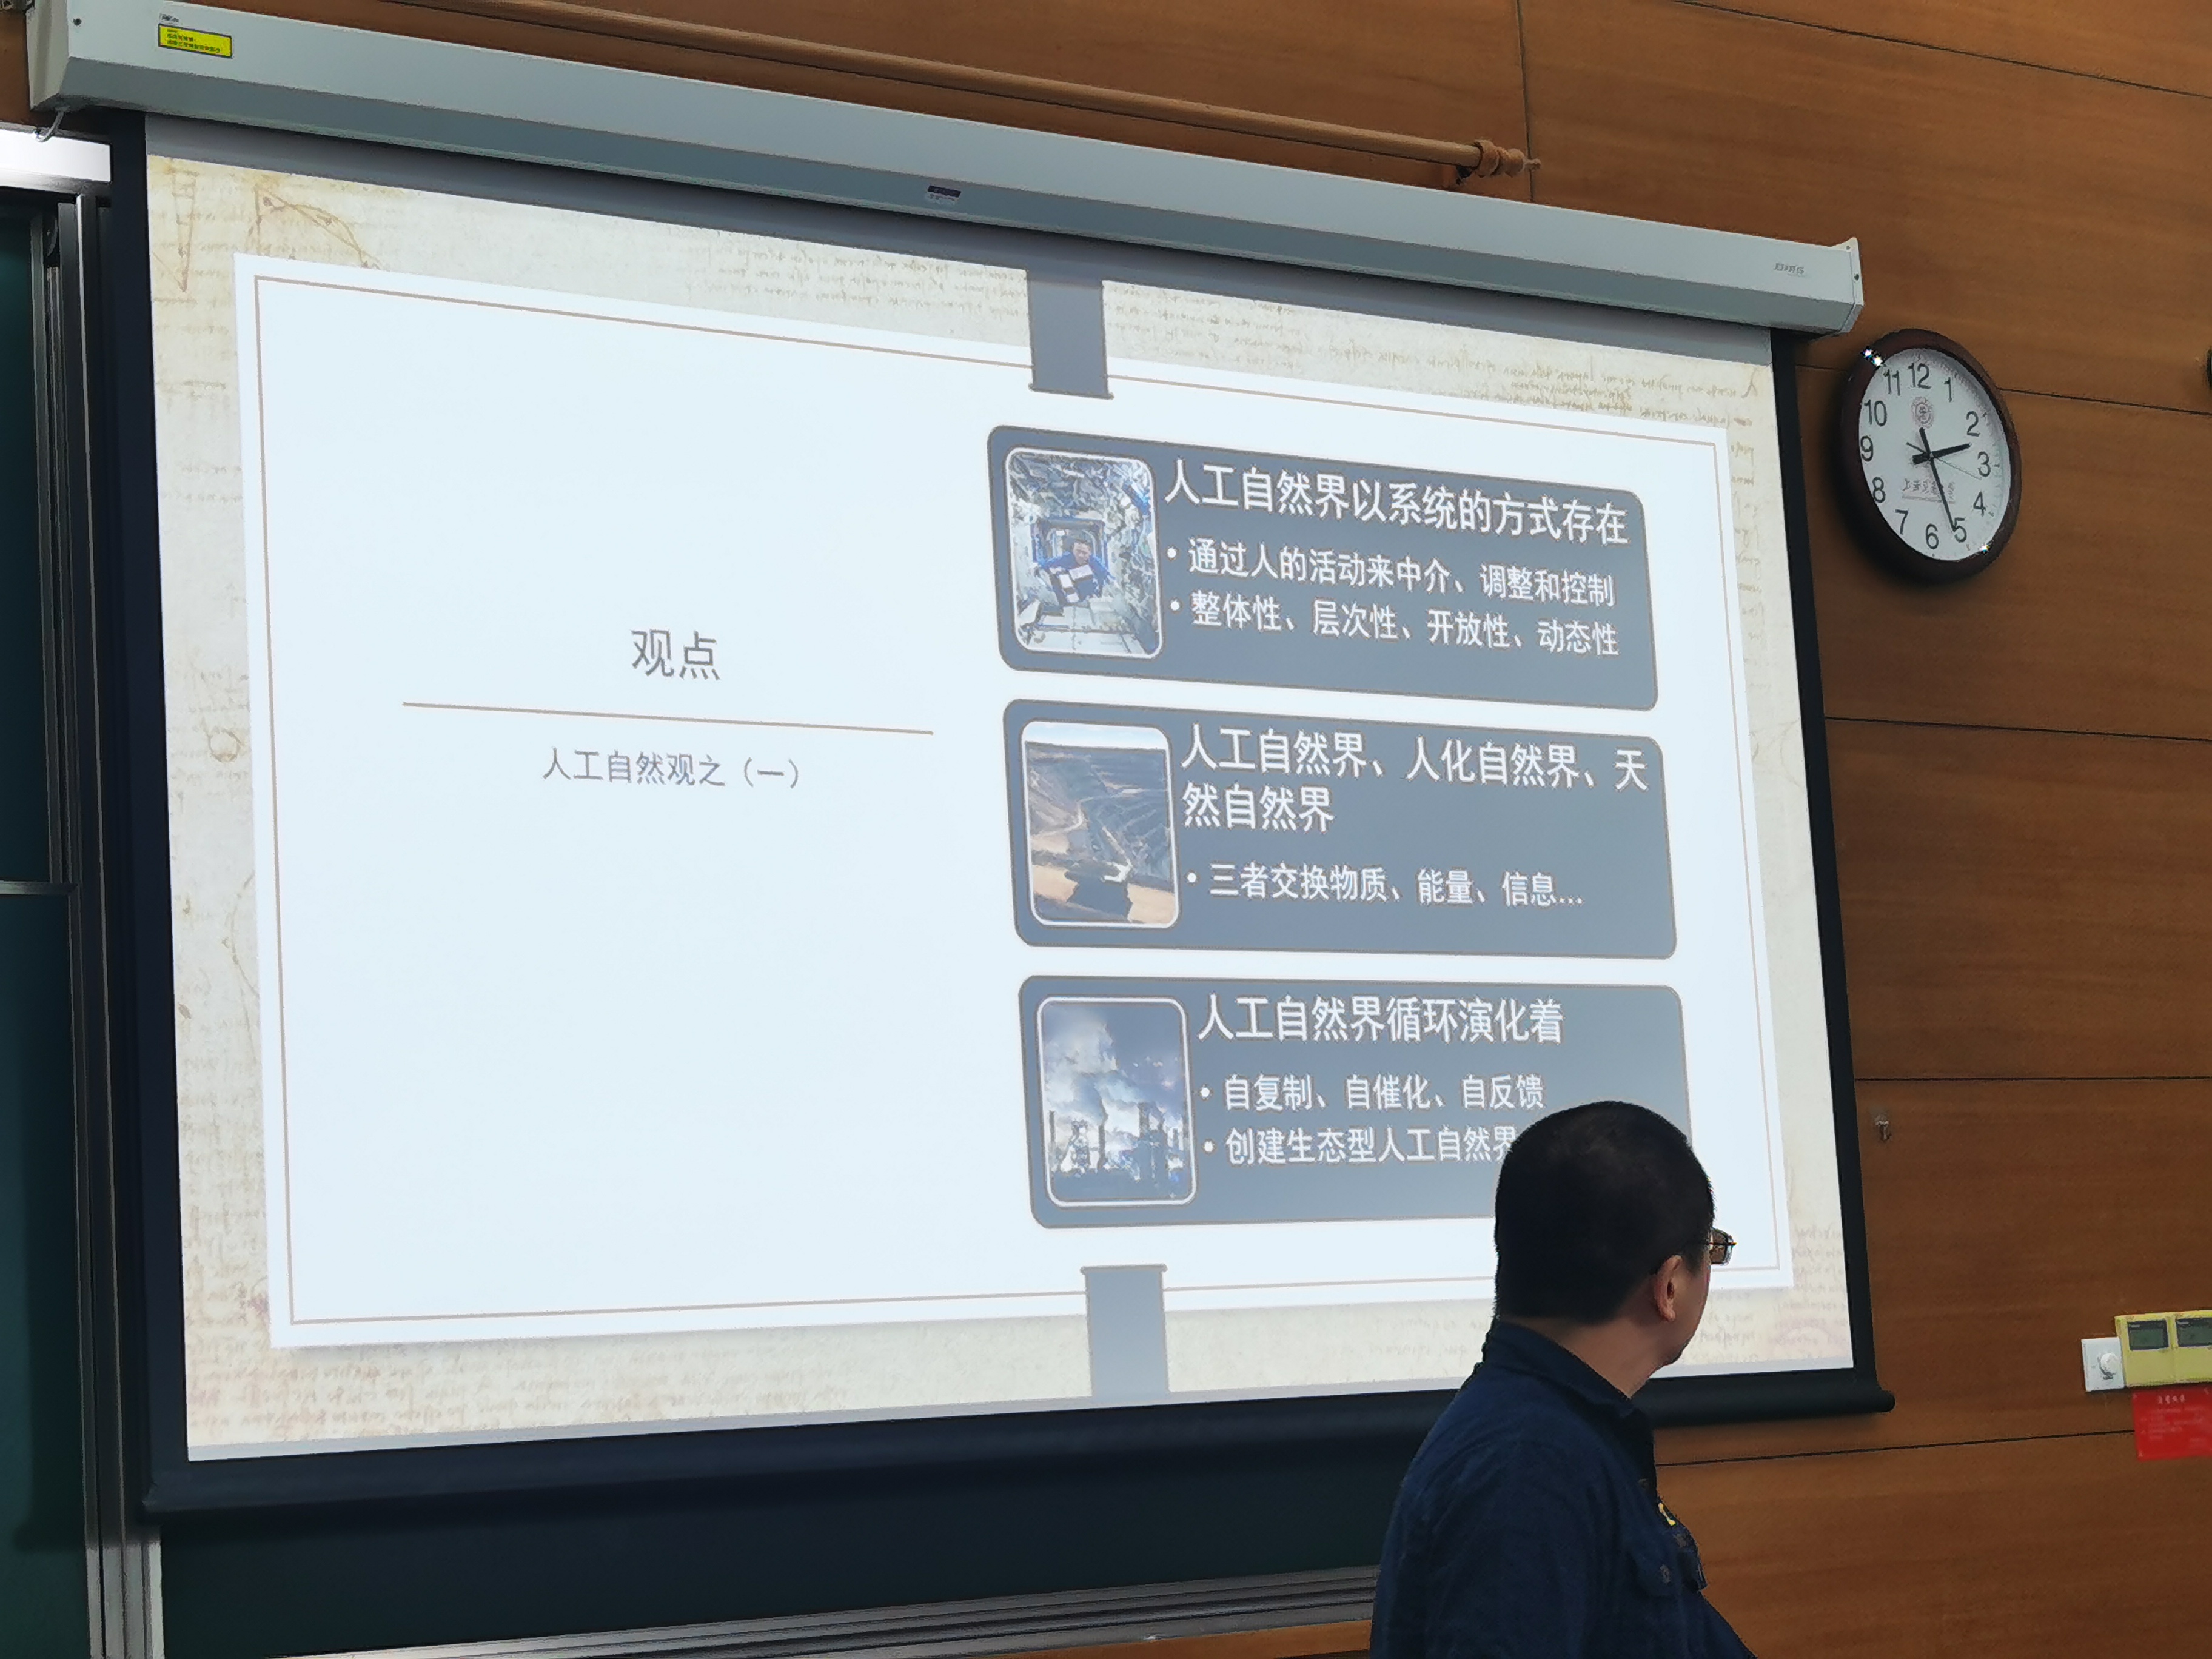 观点
人工自然观之（一）
人工自然界以系统的方式存在
• 通过人的活动来中介、调整和控制
• 整体性、层次性、开放性、动态性
人工自然界、人化自然界、天
然自然界
• 三者交换物质、能量、信息...
人工自然界循环演化着
• 自复制、自催化、自反馈
• 创建生态型人工自然界
12
1
2
3
4
5
6
7
8
9
10
11
上海交通大学